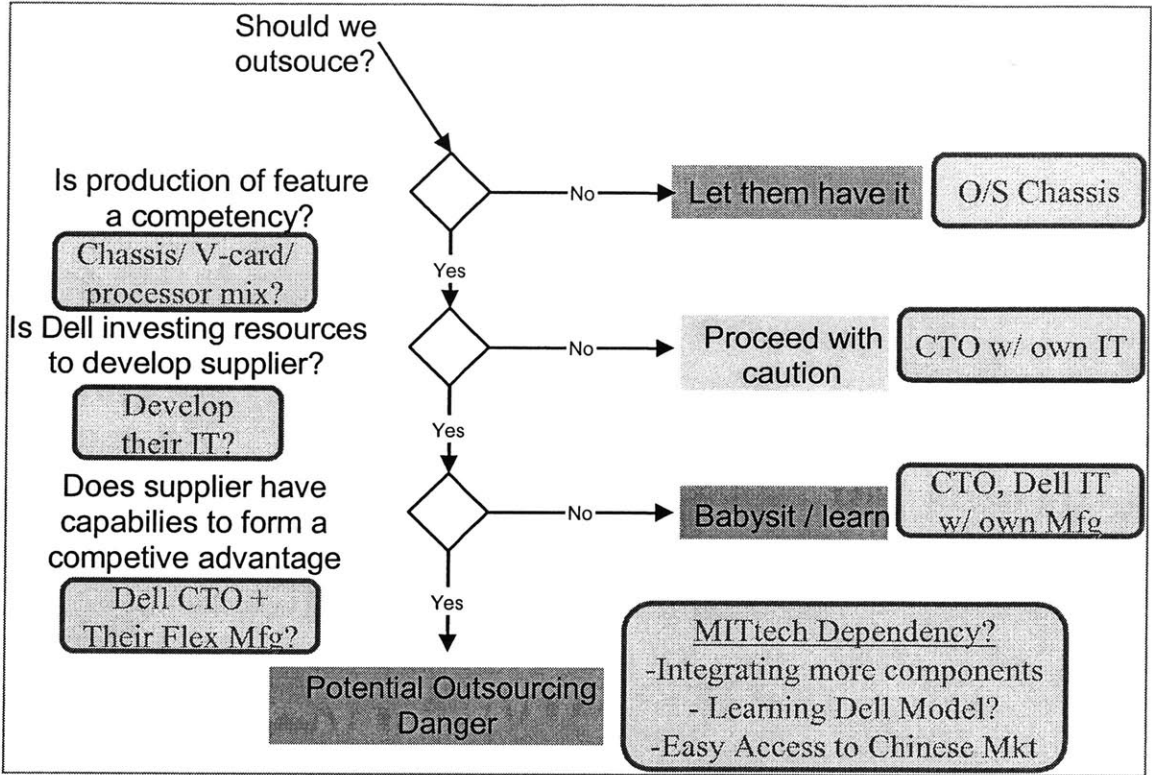 Should we
outsouce?
Is production of feature
a competency?
Chassis/ V-card/
processor mix?
No
Let them have it
O/S Chassis
Yes
Is Dell investing resources
to develop supplier?
Develop
their IT?
No
Proceed with
caution
CTO w/ own IT
Yes
Does supplier have
capabilies to form a
competive advantage
Dell CTO +
Their Flex Mfg?
No
Babysit / learn
CTO, Dell IT
w/ own Mfg
Yes
Potential Outsourcing
Danger
MITtech Dependency?
-Integrating more components
- Learning Dell Model?
-Easy Access to Chinese Mkt